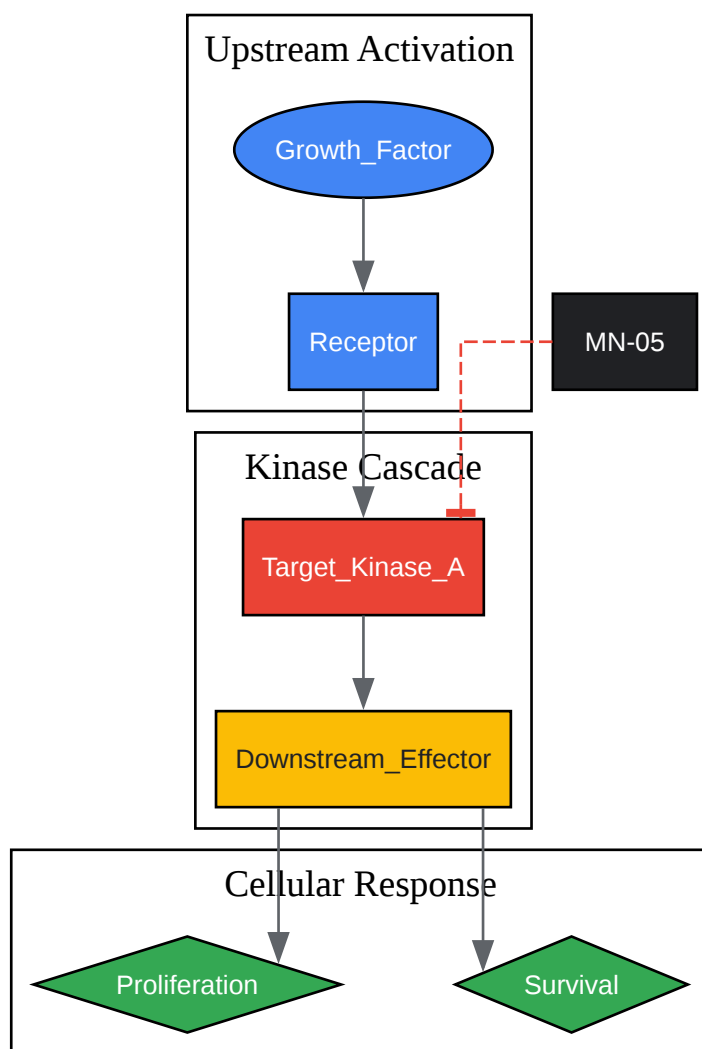 Upstream Activation
Growth_Factor
Receptor
MN-05
Kinase Cascade
Target_Kinase_A
Downstream_Effector
Cellular Response
Proliferation
Survival